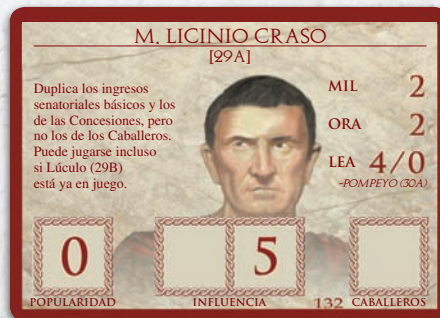 M. LICINIO CRASO
[29A]
Duplica los ingresos
senatoriales básicos y los
de las Concesiones, pero
no los de los Caballeros.
Puede jugarse incluso
si Lúculo (29B)
está ya en juego.
MIL 2
ORA 2
LEA 4/0
-POMPEYO (30A)
0
5
POPULARIDAD
INFLUENCIA
132
CABALLEROS